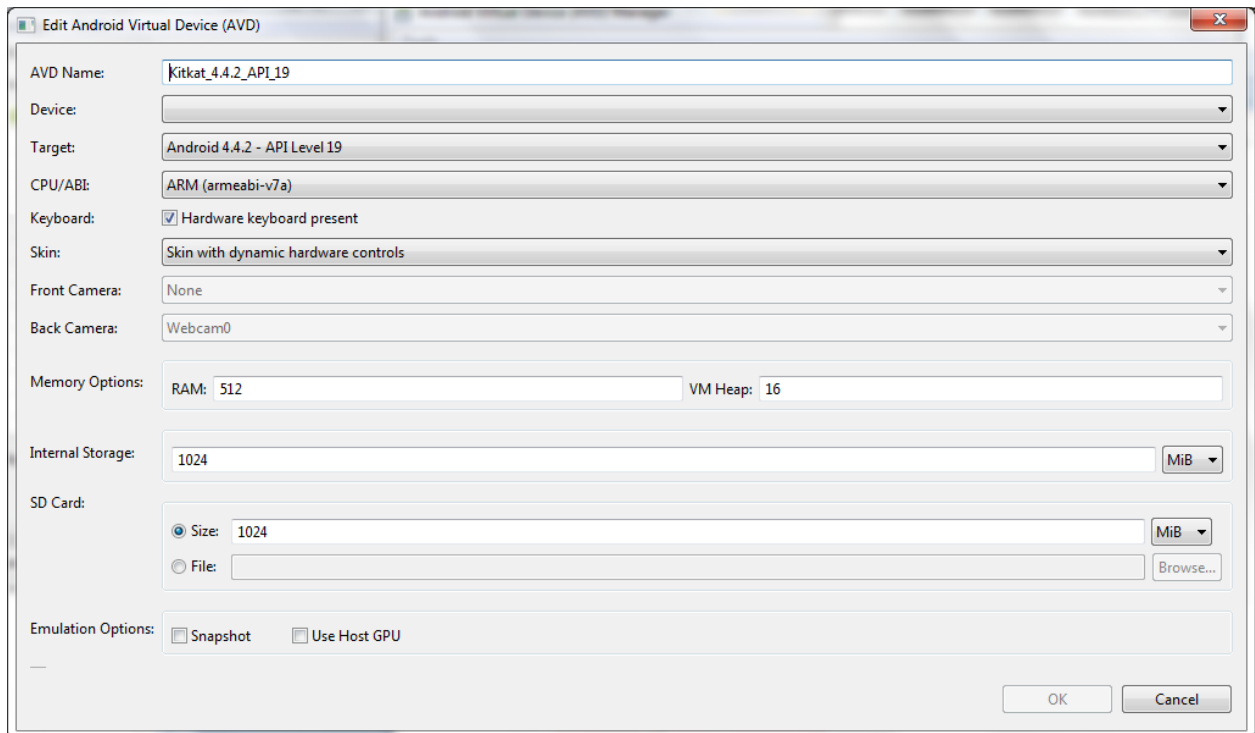 Edit Android Virtual Device (AVD)
AVD Name: Kitkat_4.4.2_API_19
Device:
Target: Android 4.4.2 - API Level 19
CPU/ABI: ARM (armeabi-v7a)
Keyboard: Hardware keyboard present
Skin: Skin with dynamic hardware controls
Front Camera: None
Back Camera: Webcam0
Memory Options: RAM: 512 VM Heap: 16
Internal Storage: 1024 MiB
SD Card:
Size: 1024 MiB
File: Browse...
Emulation Options: Snapshot Use Host GPU
OK Cancel